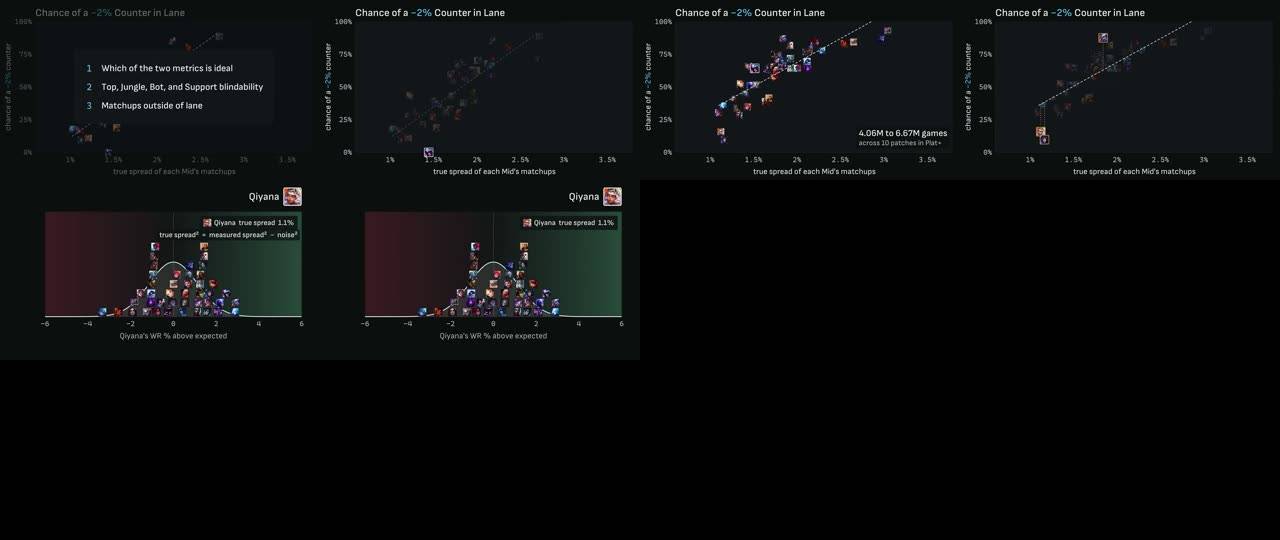 Chance of a −2% Counter in Lane
100%
75%
50%
25%
0%
chance of a −2% counter
1 Which of the two metrics is ideal
2 Top, Jungle, Bot, and Support blindability
3 Matchups outside of lane
1% 1.5% 2% 2.5% 3% 3.5%
true spread of each Mid's matchups
Chance of a −2% Counter in Lane
100%
75%
50%
25%
0%
chance of a −2% counter
1% 1.5% 2% 2.5% 3% 3.5%
true spread of each Mid's matchups
Chance of a −2% Counter in Lane
100%
75%
50%
25%
0%
chance of a −2% counter
4.06M to 6.67M games
across 10 patches in Plat+
1% 1.5% 2% 2.5% 3% 3.5%
true spread of each Mid's matchups
Chance of a −2% Counter in Lane
100%
75%
50%
25%
0%
chance of a −2% counter
1% 1.5% 2% 2.5% 3% 3.5%
true spread of each Mid's matchups
Qiyana
Qiyana true spread 1.1%
true spread² = measured spread² − noise²
−6 −4 −2 0 2 4 6
Qiyana's WR % above expected
Qiyana
Qiyana true spread 1.1%
−6 −4 −2 0 2 4 6
Qiyana's WR % above expected